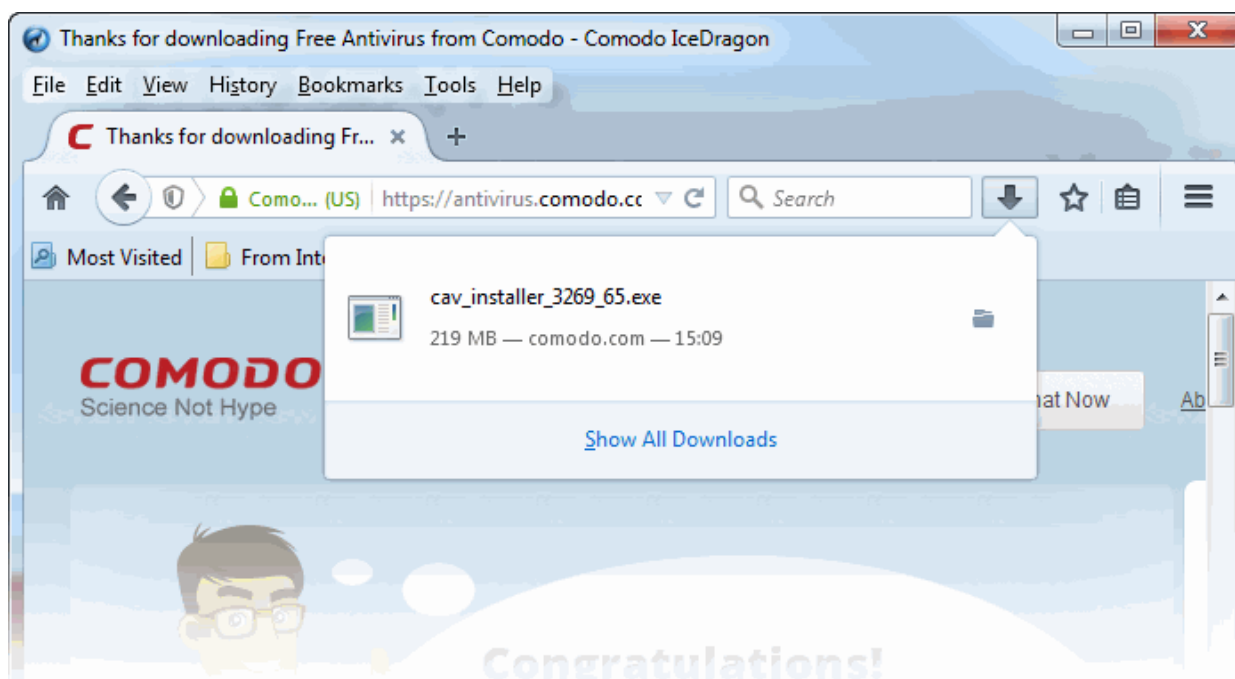 Thanks for downloading Free Antivirus from Comodo - Comodo IceDragon
File Edit View History Bookmarks Tools Help
C Thanks for downloading Fr...
Como... (US) https://antivirus.comodo.cc Search
Most Visited From Inte
cav_installer_3269_65.exe
219 MB — comodo.com — 15:09
COMODO
Science Not Hype
hat Now Ab
Show All Downloads
Congratulations!